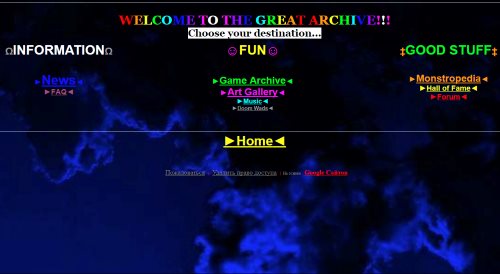 WELCOME TO THE GREAT ARCHIVE!!!
Choose your destination...
ΩINFORMATIONΩ
☺FUN☺
‡GOOD STUFF‡
►News◄
►FAQ◄
►Game Archive◄
►Art Gallery◄
►Music◄
►Doom Wads◄
►Monstropedia◄
►Hall of Fame◄
►Forum◄
►Home◄
Пожаловаться Удалить право доступа | На основе Google Сайтов